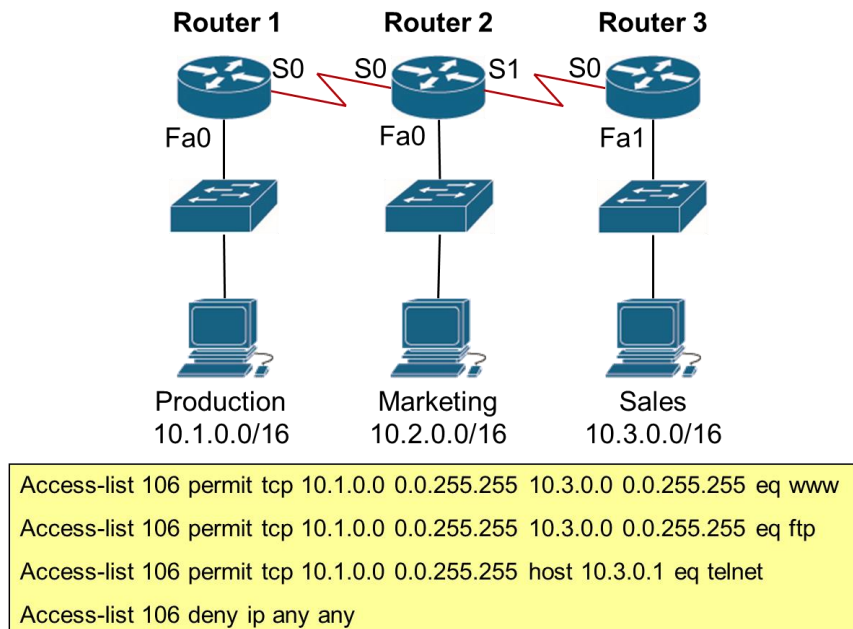 Router 1 Router 2 Router 3
S0 S0 S1 S0
Fa0 Fa0 Fa1
Production Marketing Sales
10.1.0.0/16 10.2.0.0/16 10.3.0.0/16
Access-list 106 permit tcp 10.1.0.0 0.0.255.255 10.3.0.0 0.0.255.255 eq www
Access-list 106 permit tcp 10.1.0.0 0.0.255.255 10.3.0.0 0.0.255.255 eq ftp
Access-list 106 permit tcp 10.1.0.0 0.0.255.255 host 10.3.0.1 eq telnet
Access-list 106 deny ip any any